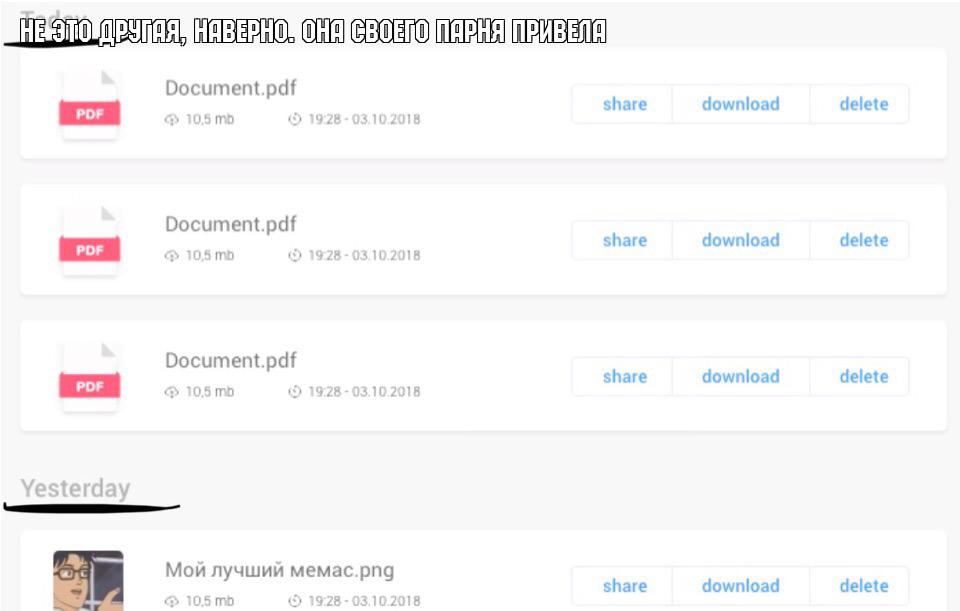 Today
НЕ ЭТО ДРУГАЯ, НАВЕРНО. ОНА СВОЕГО ПАРНЯ ПРИВЕЛА
Document.pdf
PDF
10,5 mb 19:28 - 03.10.2018
share download delete
Document.pdf
PDF
10,5 mb 19:28 - 03.10.2018
share download delete
Document.pdf
PDF
10,5 mb 19:28 - 03.10.2018
share download delete
Yesterday
Мой лучший мемас.png
10,5 mb 19:28 - 03.10.2018
share download delete